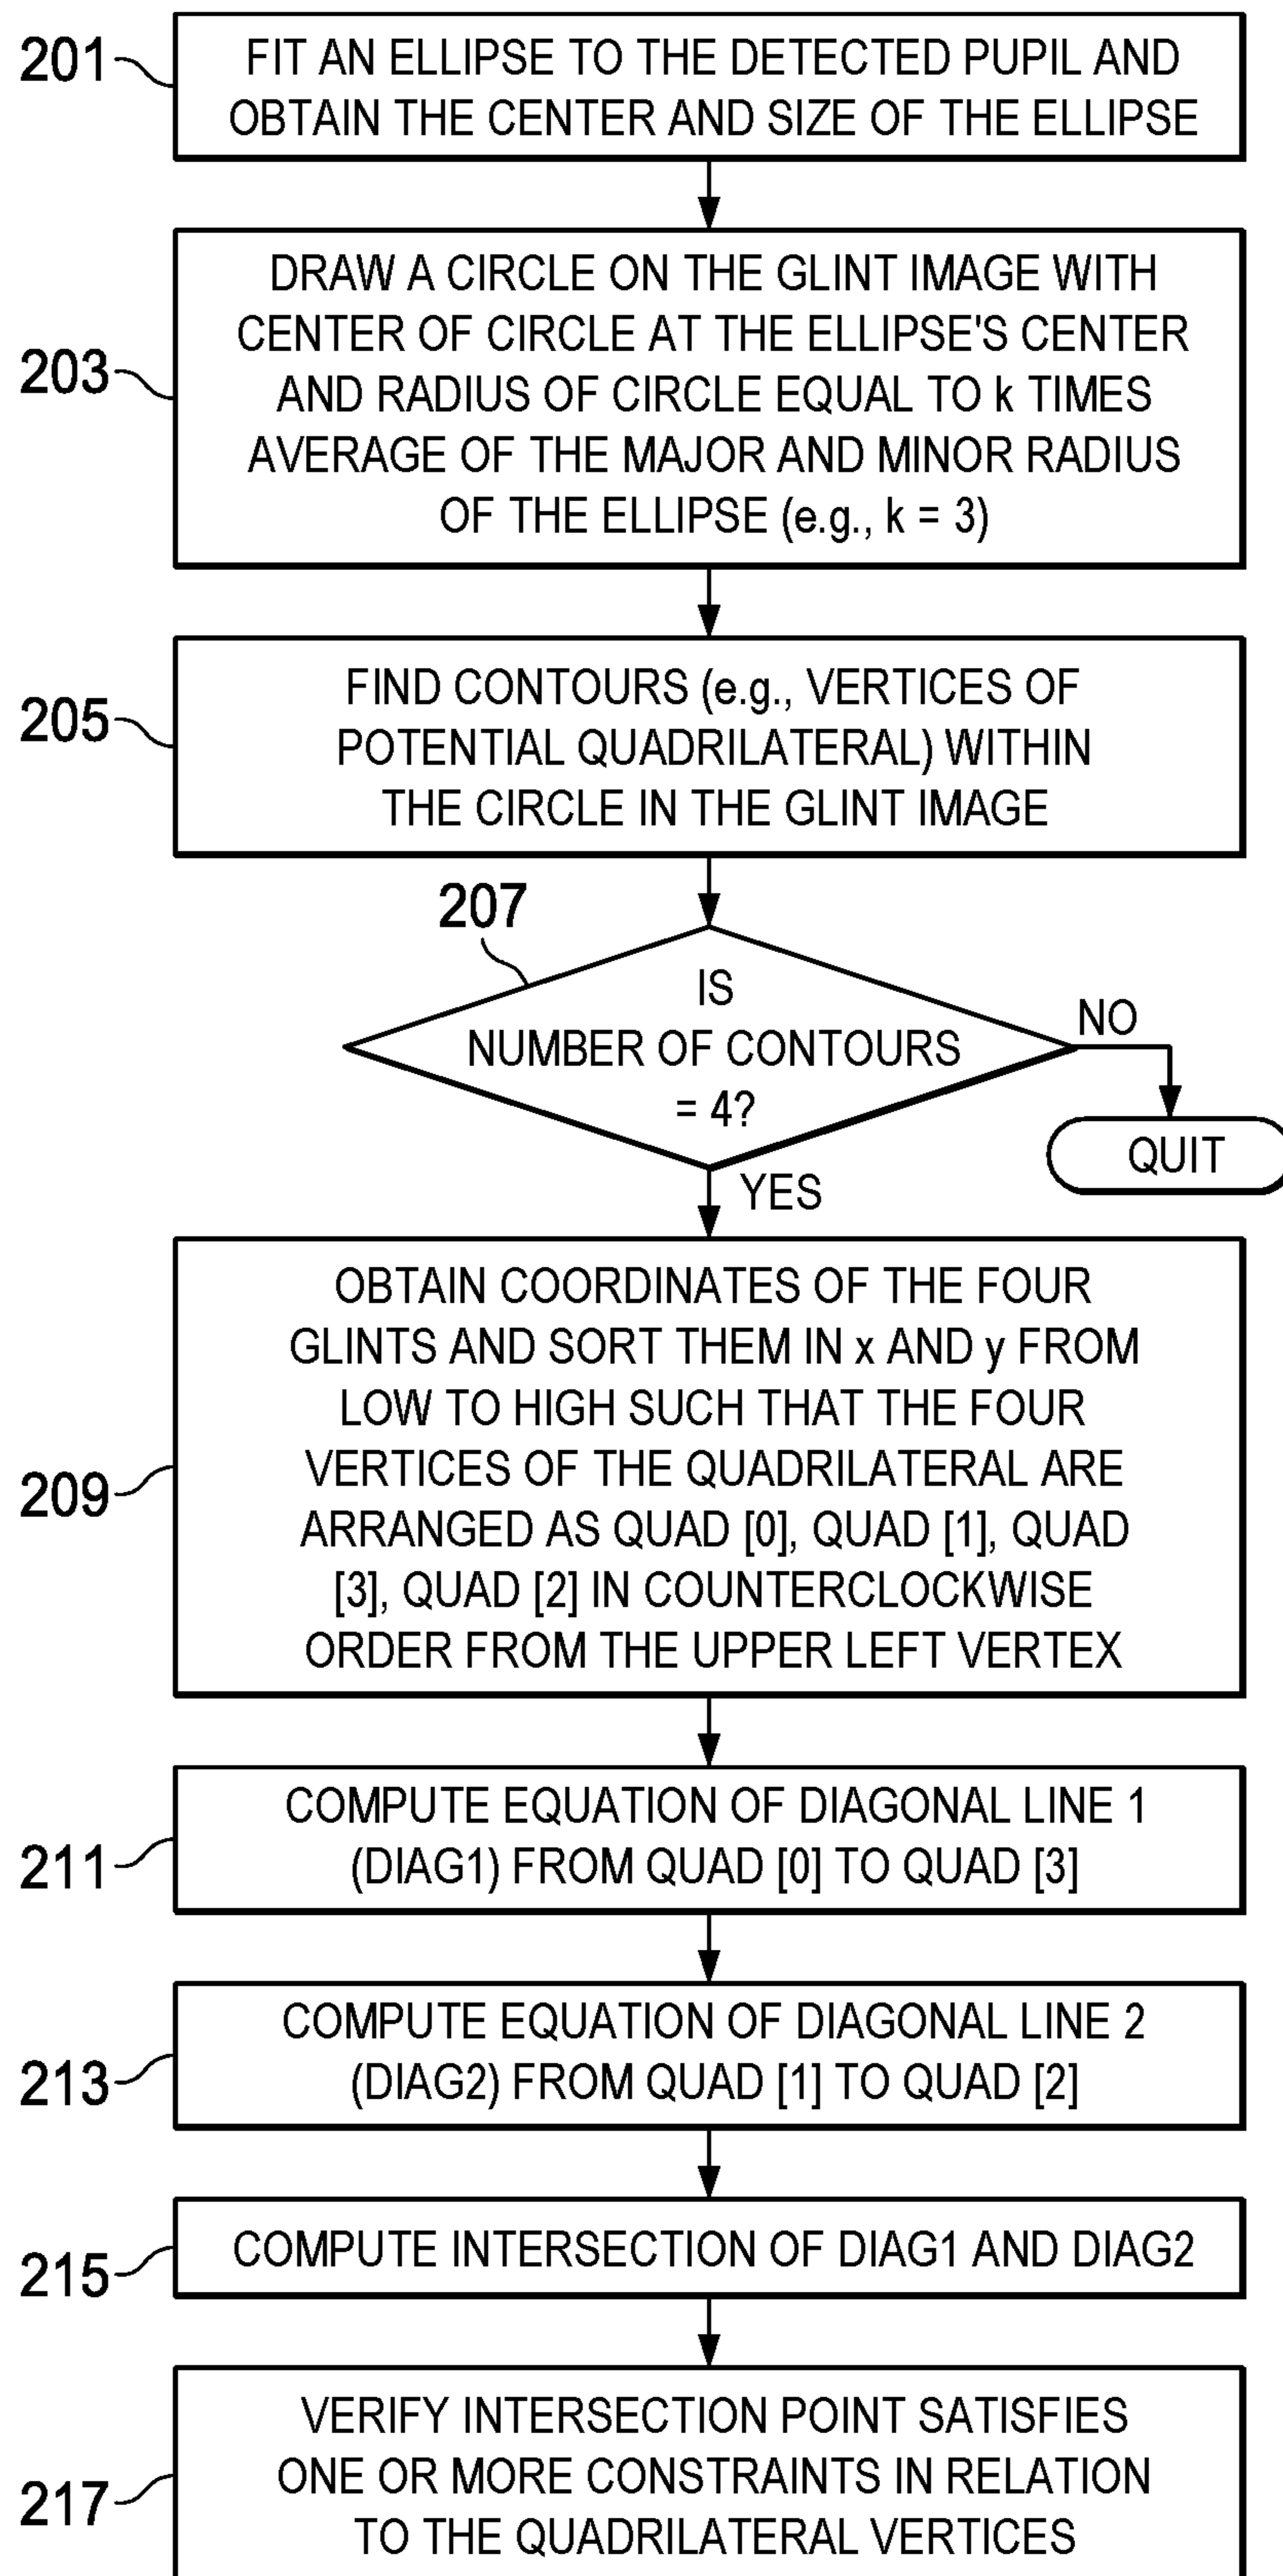 201
FIT AN ELLIPSE TO THE DETECTED PUPIL AND
OBTAIN THE CENTER AND SIZE OF THE ELLIPSE
203
DRAW A CIRCLE ON THE GLINT IMAGE WITH
CENTER OF CIRCLE AT THE ELLIPSE'S CENTER
AND RADIUS OF CIRCLE EQUAL TO k TIMES
AVERAGE OF THE MAJOR AND MINOR RADIUS
OF THE ELLIPSE (e.g., k = 3)
205
FIND CONTOURS (e.g., VERTICES OF
POTENTIAL QUADRILATERAL) WITHIN
THE CIRCLE IN THE GLINT IMAGE
207
IS
NUMBER OF CONTOURS
= 4?
NO
QUIT
YES
209
OBTAIN COORDINATES OF THE FOUR
GLINTS AND SORT THEM IN x AND y FROM
LOW TO HIGH SUCH THAT THE FOUR
VERTICES OF THE QUADRILATERAL ARE
ARRANGED AS QUAD [0], QUAD [1], QUAD
[3], QUAD [2] IN COUNTERCLOCKWISE
ORDER FROM THE UPPER LEFT VERTEX
211
COMPUTE EQUATION OF DIAGONAL LINE 1
(DIAG1) FROM QUAD [0] TO QUAD [3]
213
COMPUTE EQUATION OF DIAGONAL LINE 2
(DIAG2) FROM QUAD [1] TO QUAD [2]
215
COMPUTE INTERSECTION OF DIAG1 AND DIAG2
217
VERIFY INTERSECTION POINT SATISFIES
ONE OR MORE CONSTRAINTS IN RELATION
TO THE QUADRILATERAL VERTICES